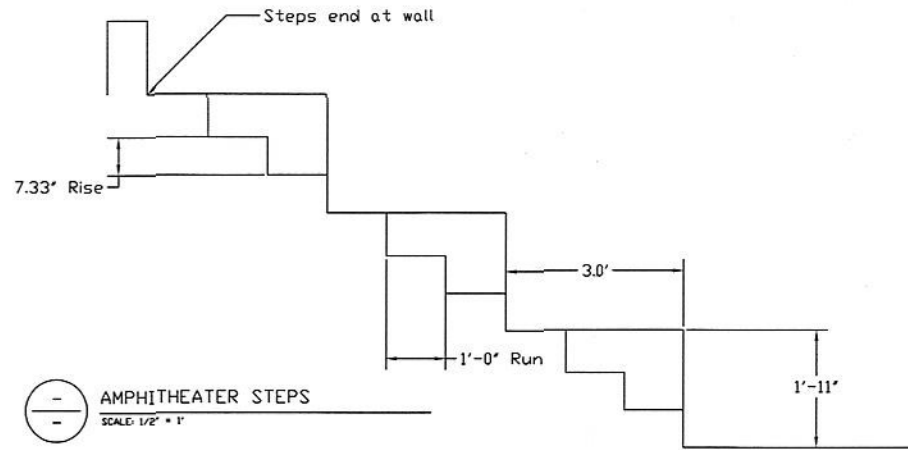 Steps end at wall
7.33" Rise
3.0'
1'-0" Run
1'-11"
-
-
AMPHITHEATER STEPS
SCALE: 1/2" = 1'